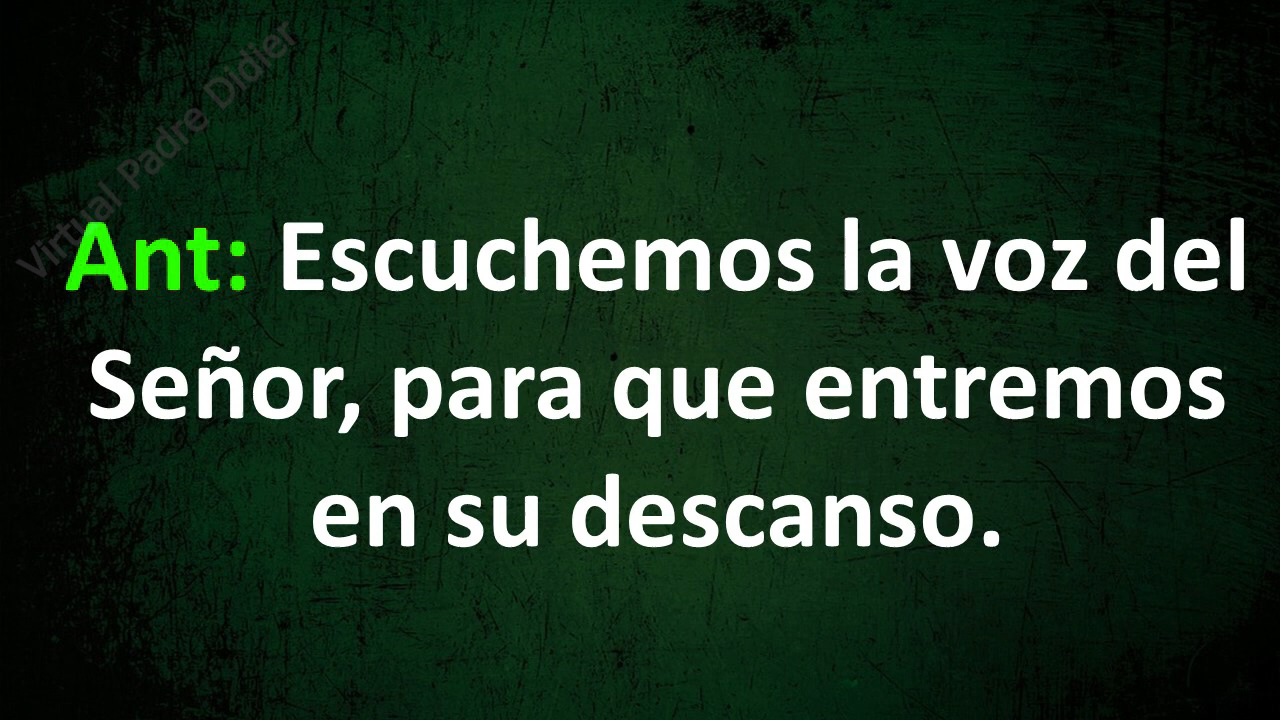 Virtual Padre Didier
Ant: Escuchemos la voz del
Señor, para que entremos
en su descanso.